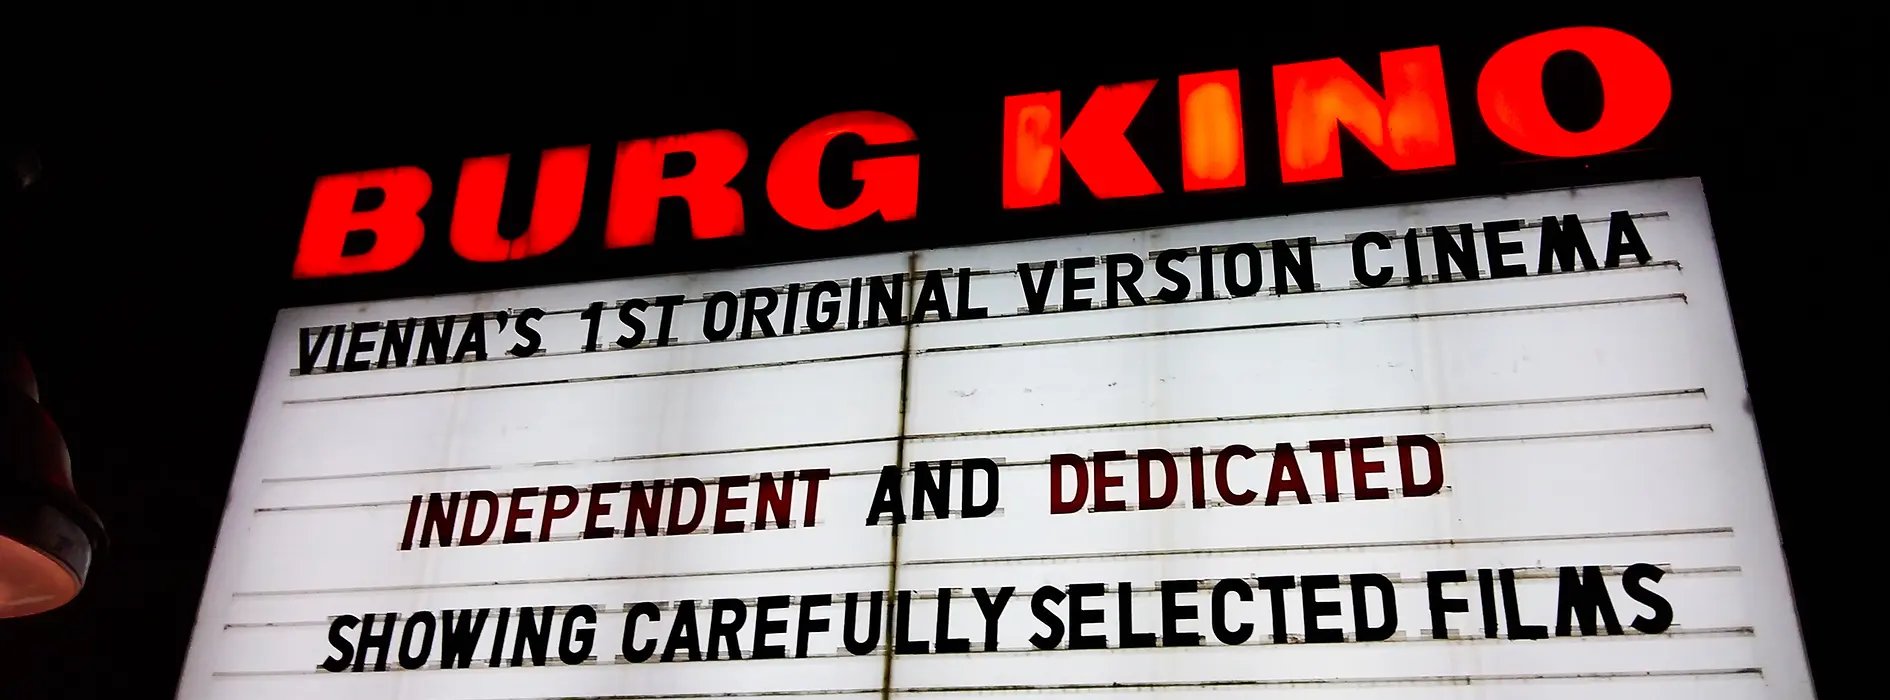 BURG KINO
VIENNA'S 1ST ORIGINAL VERSION CINEMA
INDEPENDENT AND DEDICATED
SHOWING CAREFULLY SELECTED FILMS